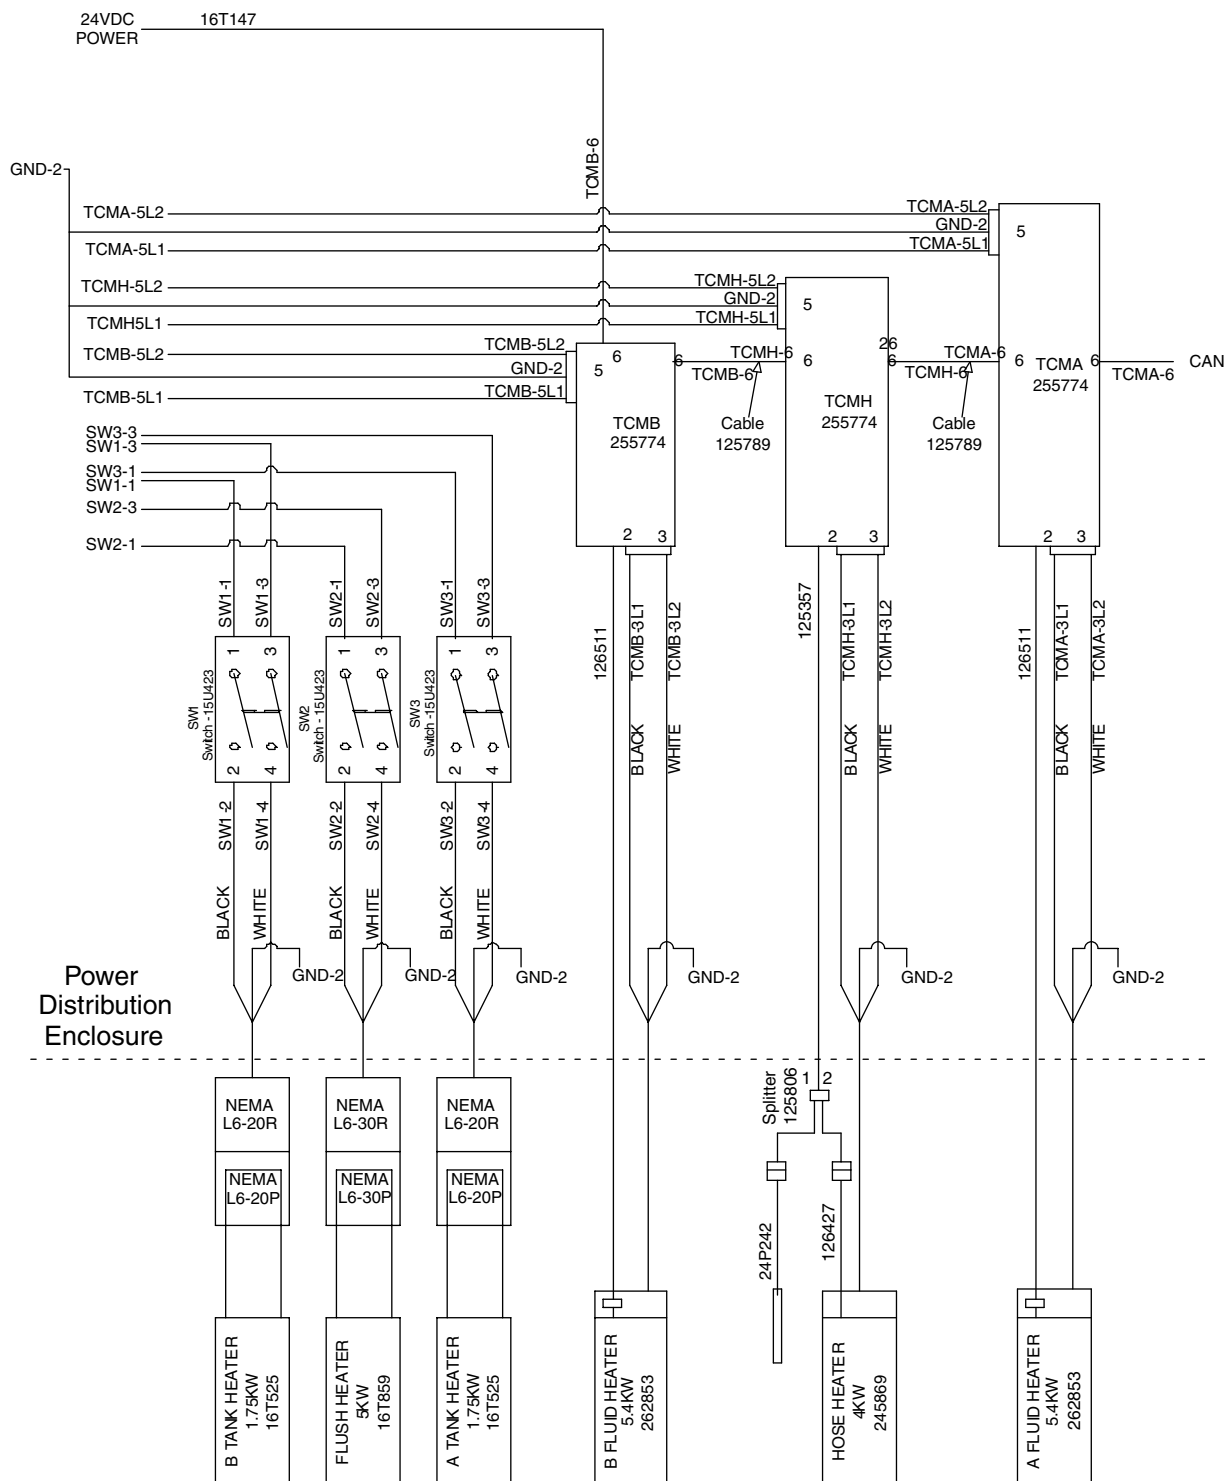 24VDC 16T147
POWER
TCMB-6
GND-2
TCMA-5L2 TCMA-5L2
GND-2
TCMA-5L1 TCMA-5L1
5
TCMH-5L2 TCMH-5L2
GND-2
TCMH5L1 TCMH-5L1
5
TCMB-5L2 TCMB-5L2
GND-2
TCMB-5L1 TCMB-5L1
5 6
6 TCMH-6 6 26 6 TCMA-6 6 TCMA 6 CAN
TCMB-6 TCMH-6 255774 TCMA-6
TCMB
255774
Cable
125789
TCMH
255774
Cable
125789
SW3-3
SW1-3
SW3-1
SW1-1
SW2-3
SW2-1
2 3 2 3 2 3
SW1-1 SW1-3 SW2-1 SW2-3 SW3-1 SW3-3
126511 TCMB-3L1 TCMB-3L2 125357 TCMH-3L1 TCMH-3L2 126511 TCMA-3L1 TCMA-3L2
1 3 1 3 1 3
SW1
Switch -15U423
SW2
Switch - 15U423
SW3
Switch -15U423
2 4 2 4 2 4
BLACK WHITE BLACK WHITE BLACK WHITE
SW1-2 SW1-4 SW2-2 SW2-4 SW3-2 SW3-4
BLACK WHITE BLACK WHITE BLACK WHITE
GND-2 GND-2 GND-2 GND-2 GND-2 GND-2
Power
Distribution
Enclosure
Splitter
125806
1 2
NEMA
L6-20R
NEMA
L6-30R
NEMA
L6-20R
NEMA
L6-20P
NEMA
L6-30P
NEMA
L6-20P
24P242 126427
B TANK HEATER
1.75KW
16T525
FLUSH HEATER
5KW
16T859
A TANK HEATER
1.75KW
16T525
B FLUID HEATER
5.4KW
262853
HOSE HEATER
4KW
245869
A FLUID HEATER
5.4KW
262853